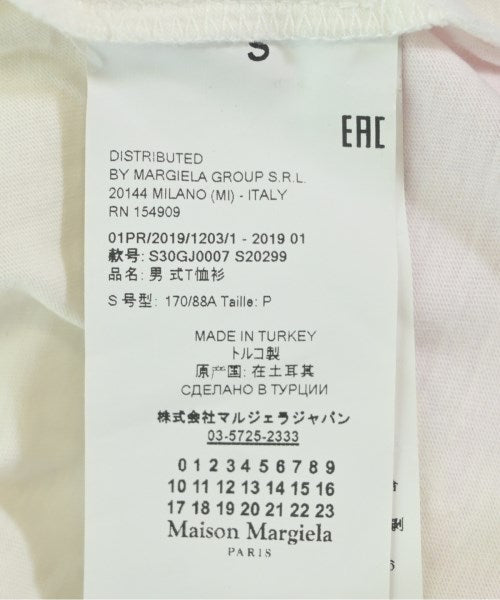 S
EAC
DISTRIBUTED
BY MARGIELA GROUP S.R.L.
20144 MILANO (MI) - ITALY
RN 154909
01PR/2019/1203/1 - 2019 01
款号: S30GJ0007 S20299
品名: 男 式T恤衫
S 号型: 170/88A Taille: P
MADE IN TURKEY
トルコ製
原产国: 在土耳其
СДЕЛАНО В ТУРЦИИ
株式会社マルジェラジャパン
03-5725-2333
0 1 2 3 4 5 6 7 8 9
10 11 12 13 14 15 16
17 18 19 20 21 22 23
Maison Margiela
PARIS